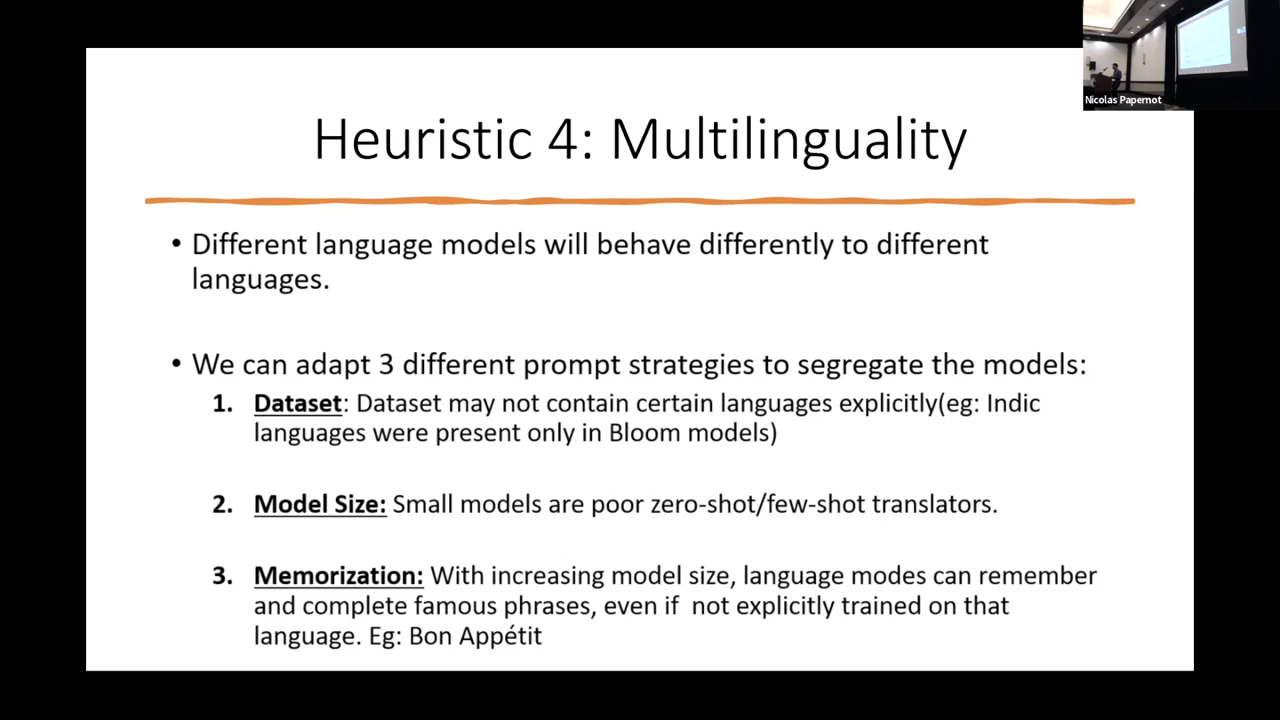 Nicolas Papernot
Heuristic 4: Multilinguality
• Different language models will behave differently to different
languages.
• We can adapt 3 different prompt strategies to segregate the models:
1. Dataset: Dataset may not contain certain languages explicitly(eg: Indic
languages were present only in Bloom models)
2. Model Size: Small models are poor zero-shot/few-shot translators.
3. Memorization: With increasing model size, language modes can remember
and complete famous phrases, even if not explicitly trained on that
language. Eg: Bon Appétit